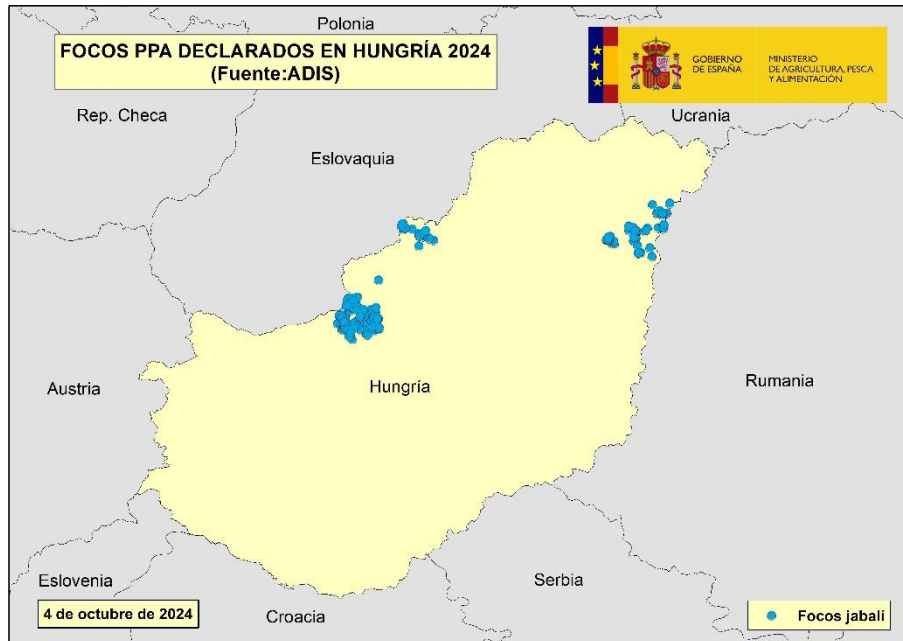 Polonia
FOCOS PPA DECLARADOS EN HUNGRÍA 2024
(Fuente:ADIS)
GOBIERNO
DE ESPAÑA
MINISTERIO
DE AGRICULTURA, PESCA
Y ALIMENTACIÓN
Rep. Checa
Ucrania
Eslovaquia
Austria
Hungría
Rumania
Eslovenia
Serbia
Croacia
4 de octubre de 2024
Focos jabalí